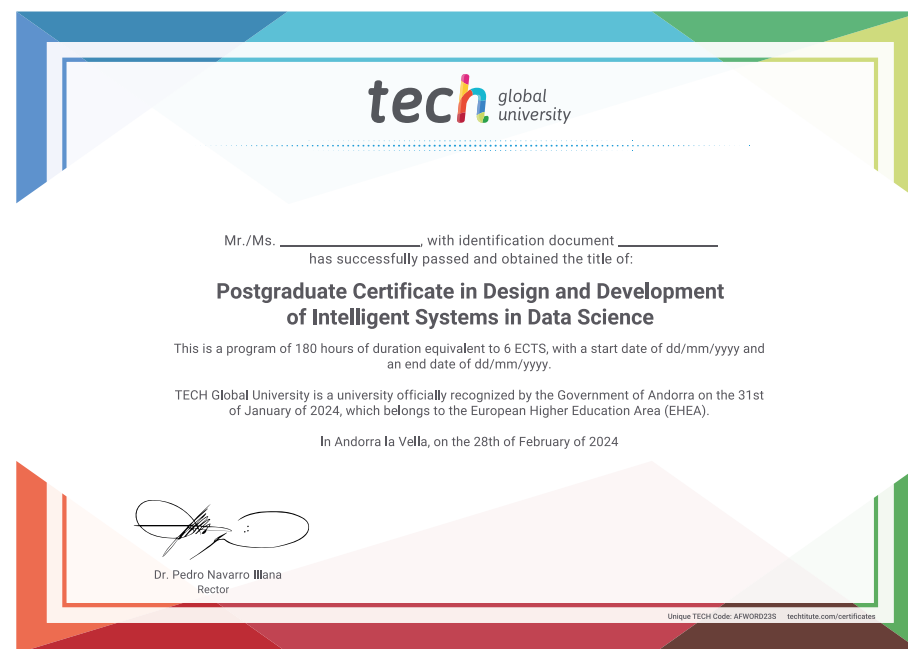 tech global university
Mr./Ms. ____________________, with identification document ______________
has successfully passed and obtained the title of:
Postgraduate Certificate in Design and Development
of Intelligent Systems in Data Science
This is a program of 180 hours of duration equivalent to 6 ECTS, with a start date of dd/mm/yyyy and
an end date of dd/mm/yyyy.
TECH Global University is a university officially recognized by the Government of Andorra on the 31st
of January of 2024, which belongs to the European Higher Education Area (EHEA).
In Andorra la Vella, on the 28th of February of 2024
Dr. Pedro Navarro Illana
Rector
Unique TECH Code: AFWORD23S techtitute.com/certificates